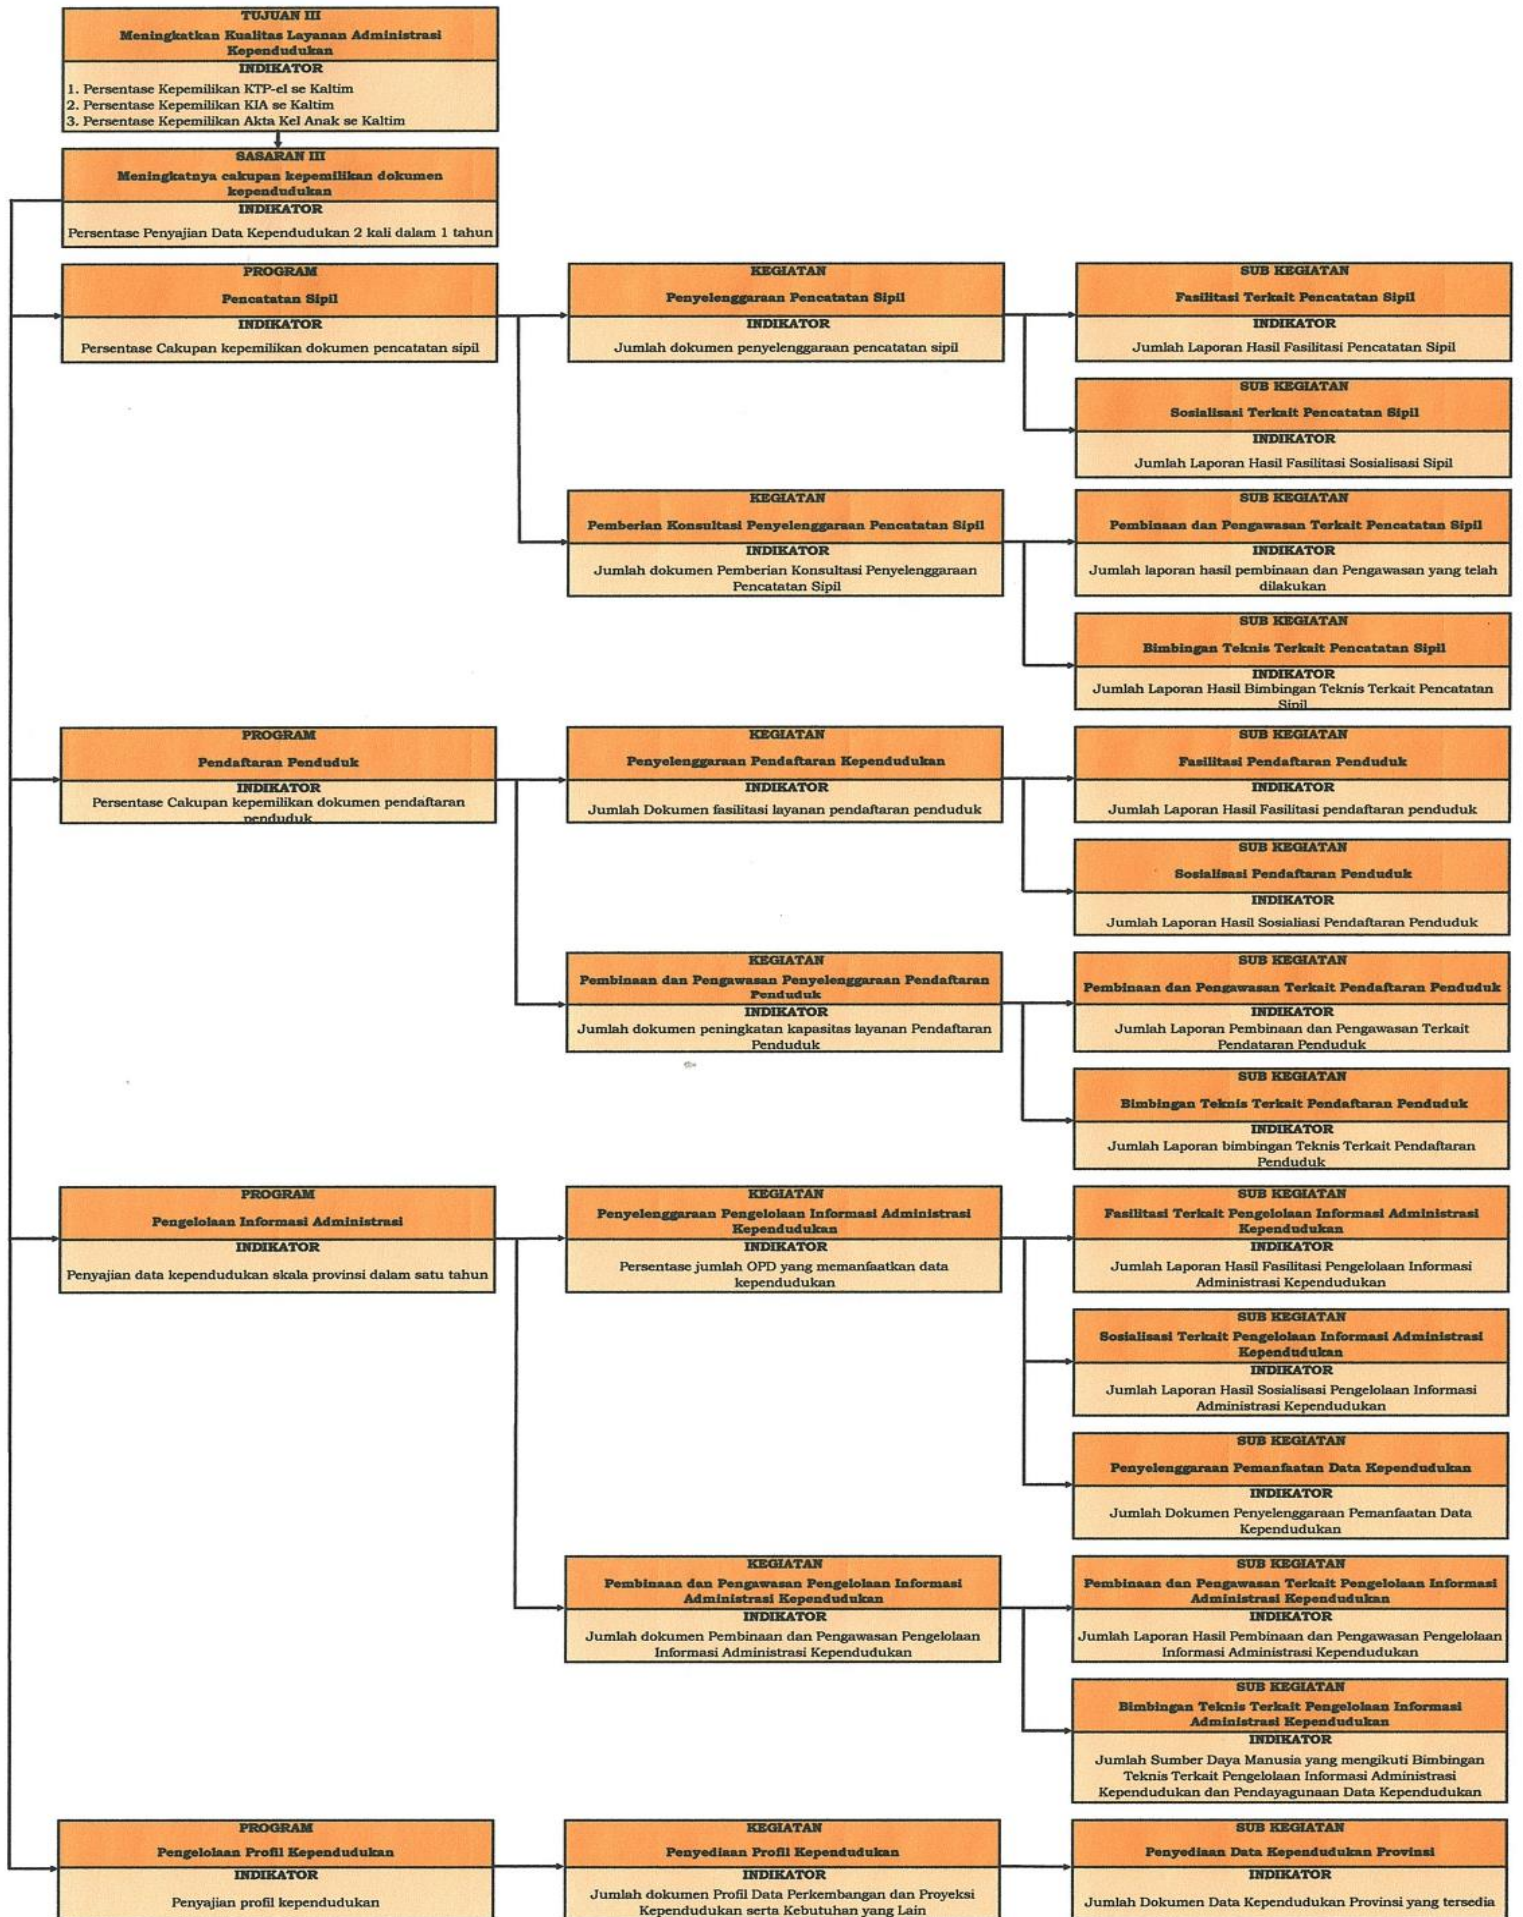 TUJUAN III
Meningkatkan Kualitas Layanan Administrasi
Kependudukan
INDIKATOR
1. Persentase Kepemilikan KTP-el se Kaltim
2. Persentase Kepemilikan KIA se Kaltim
3. Persentase Kepemilikan Akta Kel Anak se Kaltim
SASARAN III
Meningkatnya cakupan kepemilikan dokumen
kependudukan
INDIKATOR
Persentase Penyajian Data Kependudukan 2 kali dalam 1 tahun
PROGRAM
Pencatatan Sipil
INDIKATOR
Persentase Cakupan kepemilikan dokumen pencatatan sipil
KEGIATAN
Penyelenggaraan Pencatatan Sipil
INDIKATOR
Jumlah dokumen penyelenggaraan pencatatan sipil
SUB KEGIATAN
Fasilitasi Terkait Pencatatan Sipil
INDIKATOR
Jumlah Laporan Hasil Fasilitasi Pencatatan Sipil
SUB KEGIATAN
Sosialisasi Terkait Pencatatan Sipil
INDIKATOR
Jumlah Laporan Hasil Fasilitasi Sosialisasi Sipil
KEGIATAN
Pemberian Konsultasi Penyelenggaraan Pencatatan Sipil
INDIKATOR
Jumlah dokumen Pemberian Konsultasi Penyelenggaraan
Pencatatan Sipil
SUB KEGIATAN
Pembinaan dan Pengawasan Terkait Pencatatan Sipil
INDIKATOR
Jumlah laporan hasil pembinaan dan Pengawasan yang telah
dilakukan
SUB KEGIATAN
Bimbingan Teknis Terkait Pencatatan Sipil
INDIKATOR
Jumlah Laporan Hasil Bimbingan Teknis Terkait Pencatatan
Sipil
PROGRAM
Pendaftaran Penduduk
INDIKATOR
Persentase Cakupan kepemilikan dokumen pendaftaran
penduduk
KEGIATAN
Penyelenggaraan Pendaftaran Kependudukan
INDIKATOR
Jumlah Dokumen fasilitasi layanan pendaftaran penduduk
SUB KEGIATAN
Fasilitasi Pendaftaran Penduduk
INDIKATOR
Jumlah Laporan Hasil Fasilitasi pendaftaran penduduk
SUB KEGIATAN
Sosialisasi Pendaftaran Penduduk
INDIKATOR
Jumlah Laporan Hasil Sosialiasi Pendaftaran Penduduk
KEGIATAN
Pembinaan dan Pengawasan Penyelenggaraan Pendaftaran
Penduduk
INDIKATOR
Jumlah dokumen peningkatan kapasitas layanan Pendaftaran
Penduduk
SUB KEGIATAN
Pembinaan dan Pengawasan Terkait Pendaftaran Penduduk
INDIKATOR
Jumlah Laporan Pembinaan dan Pengawasan Terkait
Pendataran Penduduk
SUB KEGIATAN
Bimbingan Teknis Terkait Pendaftaran Penduduk
INDIKATOR
Jumlah Laporan bimbingan Teknis Terkait Pendaftaran
Penduduk
PROGRAM
Pengelolaan Informasi Administrasi
INDIKATOR
Penyajian data kependudukan skala provinsi dalam satu tahun
KEGIATAN
Penyelenggaraan Pengelolaan Informasi Administrasi
Kependudukan
INDIKATOR
Persentase jumlah OPD yang memanfaatkan data
kependudukan
SUB KEGIATAN
Fasilitasi Terkait Pengelolaan Informasi Administrasi
Kependudukan
INDIKATOR
Jumlah Laporan Hasil Fasilitasi Pengelolaan Informasi
Administrasi Kependudukan
SUB KEGIATAN
Sosialisasi Terkait Pengelolaan Informasi Administrasi
Kependudukan
INDIKATOR
Jumlah Laporan Hasil Sosialisasi Pengelolaan Informasi
Administrasi Kependudukan
SUB KEGIATAN
Penyelenggaraan Pemanfaatan Data Kependudukan
INDIKATOR
Jumlah Dokumen Penyelenggaraan Pemanfaatan Data
Kependudukan
KEGIATAN
Pembinaan dan Pengawasan Pengelolaan Informasi
Administrasi Kependudukan
INDIKATOR
Jumlah dokumen Pembinaan dan Pengawasan Pengelolaan
Informasi Administrasi Kependudukan
SUB KEGIATAN
Pembinaan dan Pengawasan Terkait Pengelolaan Informasi
Administrasi Kependudukan
INDIKATOR
Jumlah Laporan Hasil Pembinaan dan Pengawasan Pengelolaan
Informasi Administrasi Kependudukan
SUB KEGIATAN
Bimbingan Teknis Terkait Pengelolaan Informasi
Administrasi Kependudukan
INDIKATOR
Jumlah Sumber Daya Manusia yang mengikuti Bimbingan
Teknis Terkait Pengelolaan Informasi Administrasi
Kependudukan dan Pendayagunaan Data Kependudukan
PROGRAM
Pengelolaan Profil Kependudukan
INDIKATOR
Penyajian profil kependudukan
KEGIATAN
Penyediaan Profil Kependudukan
INDIKATOR
Jumlah dokumen Profil Data Perkembangan dan Proyeksi
Kependudukan serta Kebutuhan yang Lain
SUB KEGIATAN
Penyediaan Data Kependudukan Provinsi
INDIKATOR
Jumlah Dokumen Data Kependudukan Provinsi yang tersedia